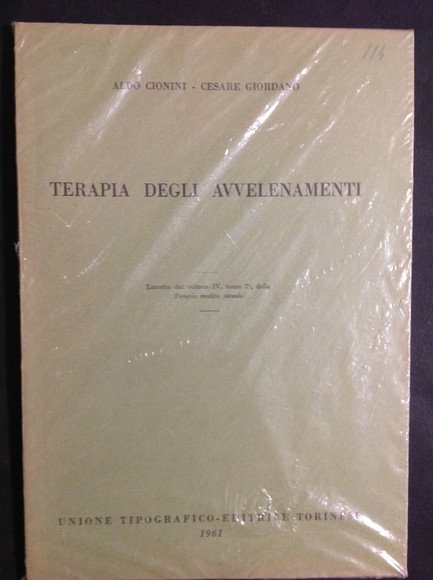 114
ALDO CIONINI - CESARE GIORDANO
TERAPIA DEGLI AVVELENAMENTI
Estratto dal volume IV, tomo 2°, della
Terapia medica attuale
UNIONE TIPOGRAFICO-EDITRICE TORINESE
1961